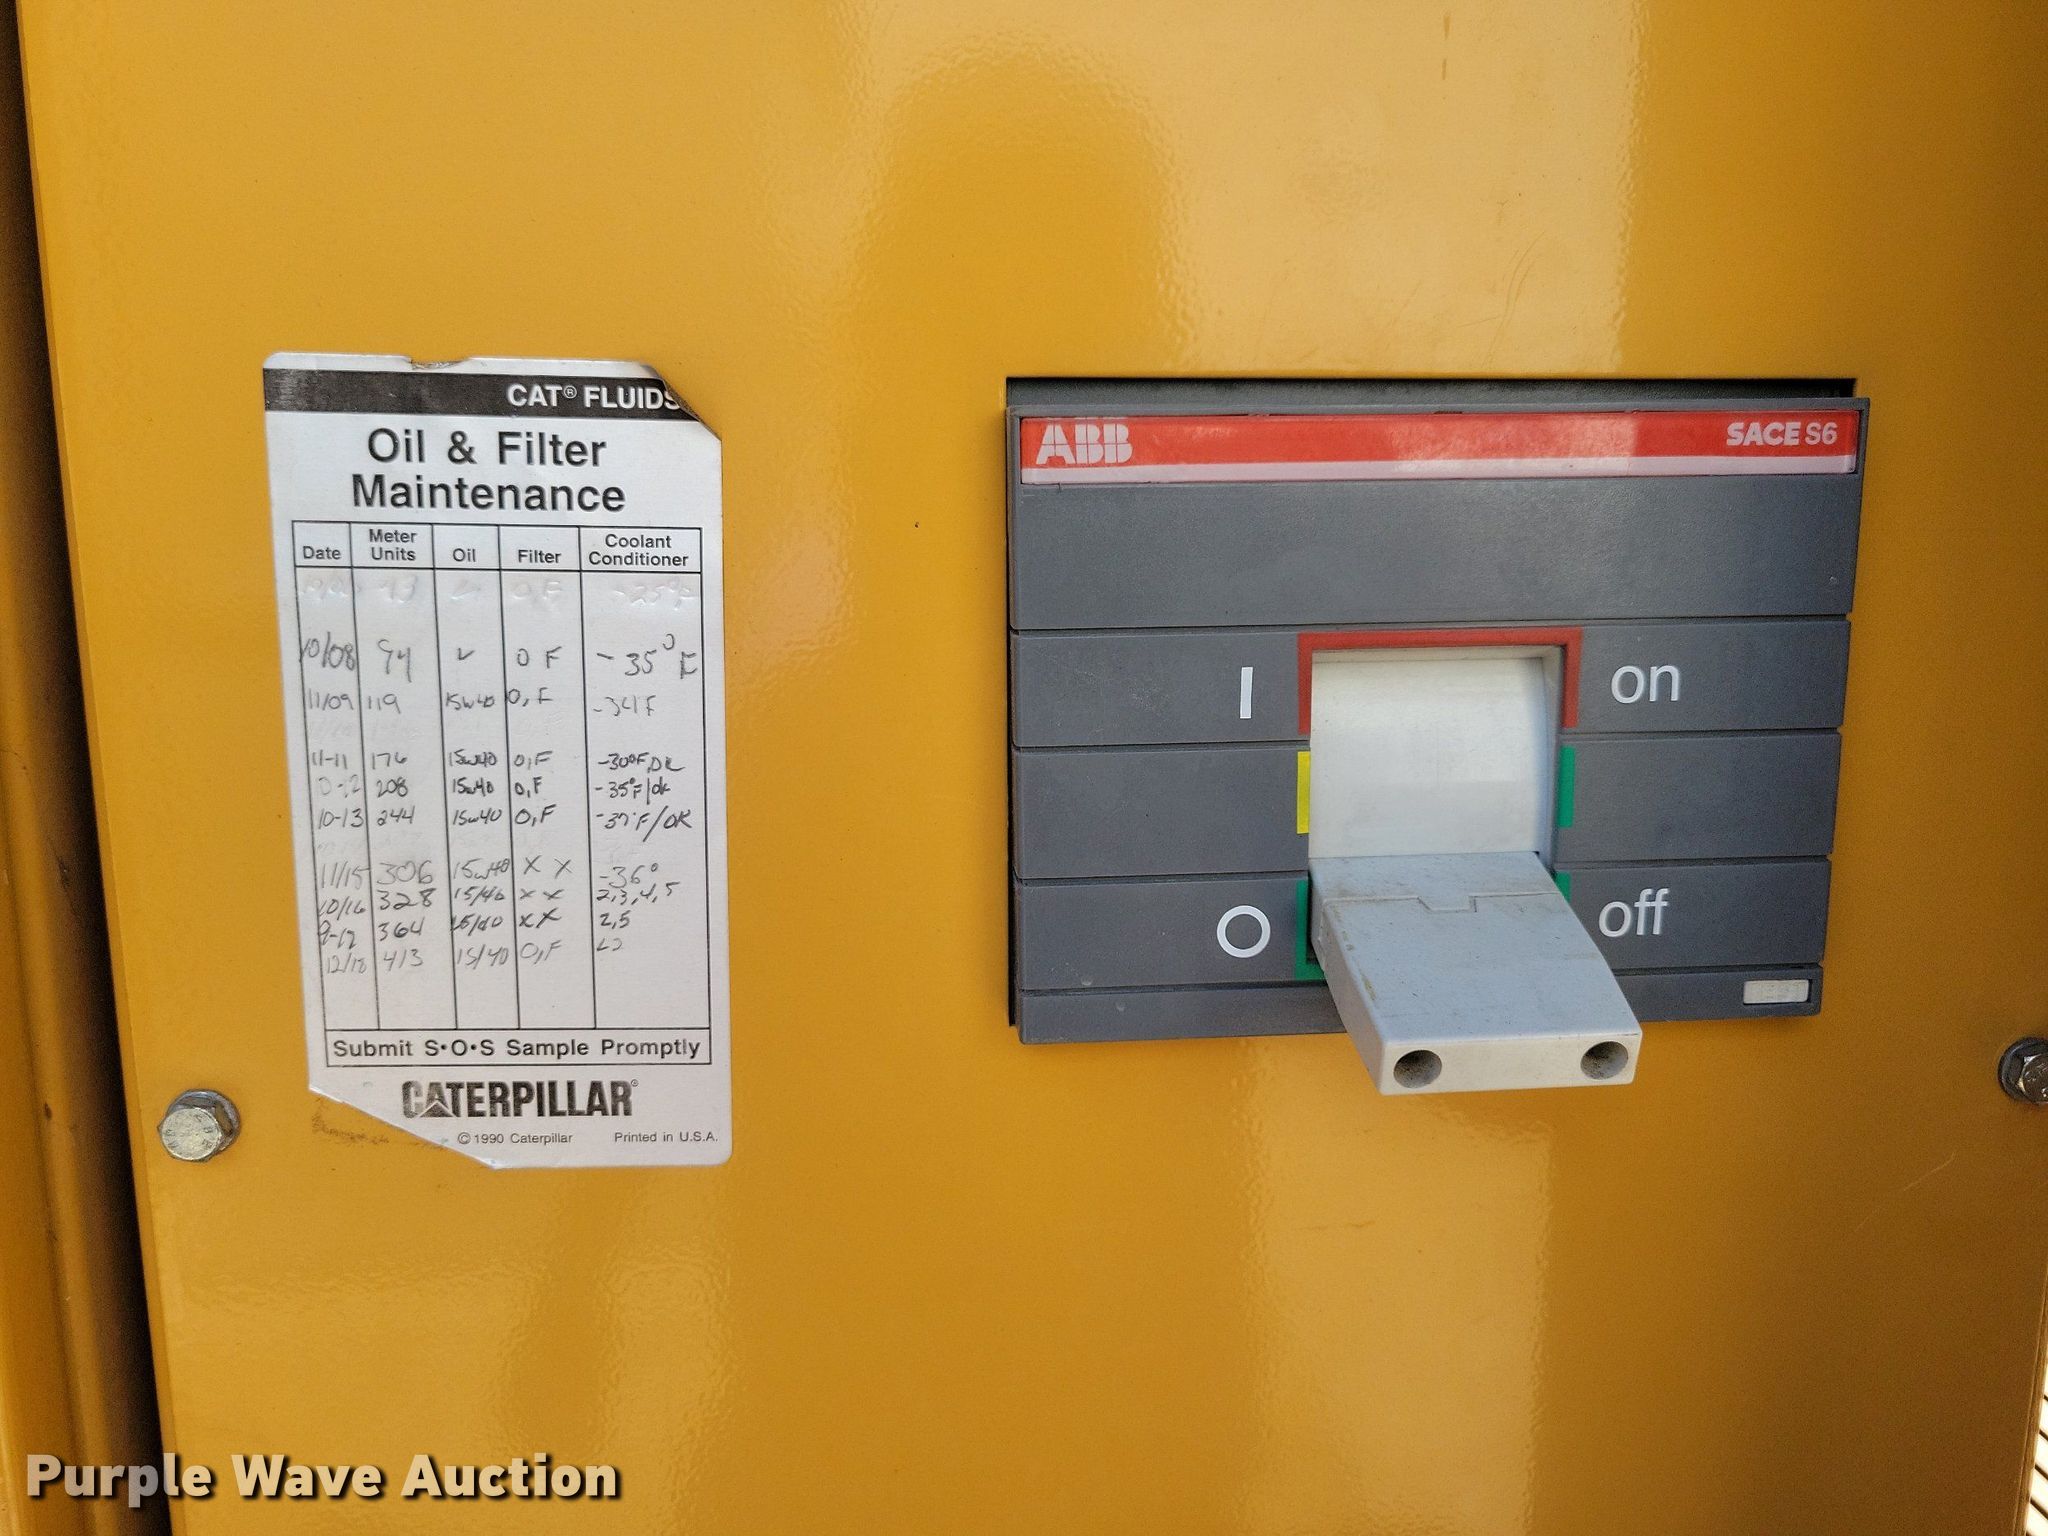 CAT® FLUIDS
Oil & Filter
Maintenance
Date Meter Units Oil Filter Coolant Conditioner
O, F -25°F
10/08 94 ✓ O F -35° F
11/09 119 15W40 O, F -34F
11-11 176 15W40 O, F -30°F, OK
208 15W40 O, F -35°F/OK
10-13 244 15W40 O, F -37°F/OK
11/15 306 15W40 X X -36°
10/16 328 15/40 X X 2,3,4,5
9-17 364 15/40 X X 2,5
12/18 413 15/40 O, F
Submit S•O•S Sample Promptly
CATERPILLAR®
© 1990 Caterpillar Printed in U.S.A.
ABB SACE S6
I on
O off
Purple Wave Auction